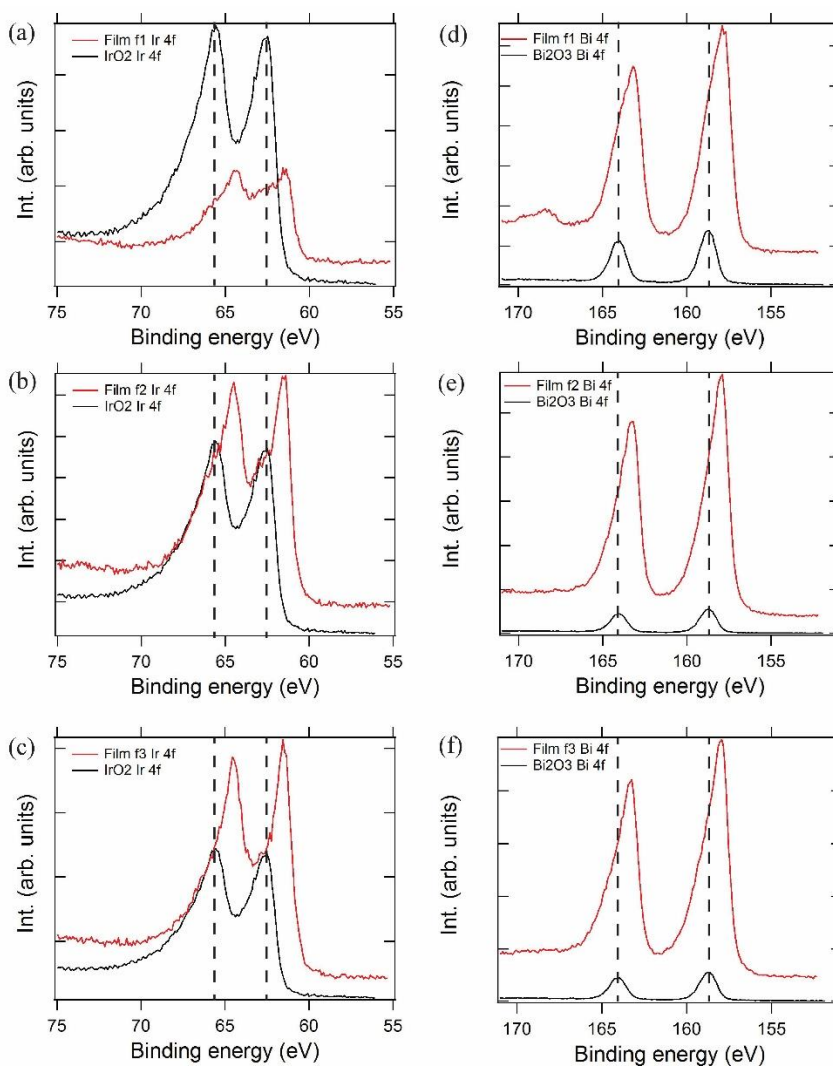 (a)
Film f1 Ir 4f
IrO2 Ir 4f
Int. (arb. units)
75 70 65 60 55
Binding energy (eV)
(d)
Film f1 Bi 4f
Bi2O3 Bi 4f
Int. (arb. units)
170 165 160 155
Binding energy (eV)
(b)
Film f2 Ir 4f
IrO2 Ir 4f
Int. (arb. units)
75 70 65 60 55
Binding energy (eV)
(e)
Film f2 Bi 4f
Bi2O3 Bi 4f
Int. (arb. units)
170 165 160 155
Binding energy (eV)
(c)
Film f3 Ir 4f
IrO2 Ir 4f
Int. (arb. units)
75 70 65 60 55
Binding energy (eV)
(f)
Film f3 Bi 4f
Bi2O3 Bi 4f
Int. (arb. units)
170 165 160 155
Binding energy (eV)